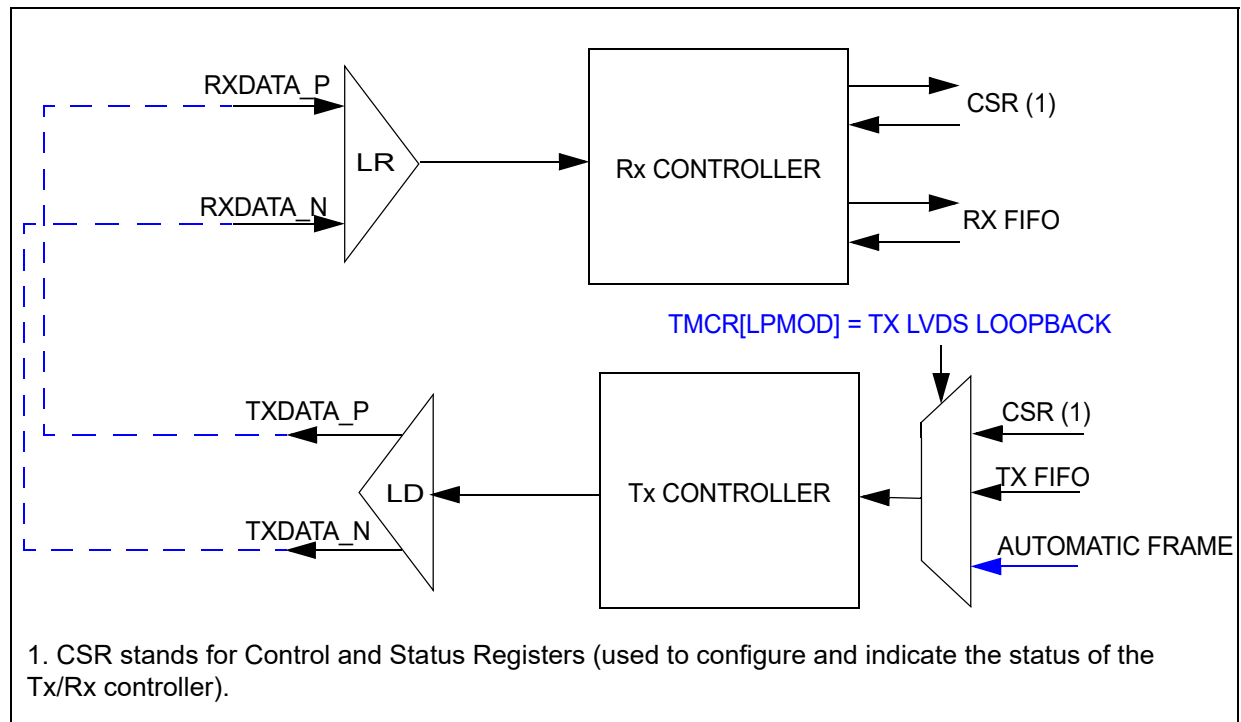 RXDATA_P
CSR (1)
LR
Rx CONTROLLER
RXDATA_N
RX FIFO
TMCR[LPMOD] = TX LVDS LOOPBACK
TXDATA_P
CSR (1)
LD
Tx CONTROLLER
TX FIFO
TXDATA_N
AUTOMATIC FRAME
1. CSR stands for Control and Status Registers (used to configure and indicate the status of the
Tx/Rx controller).